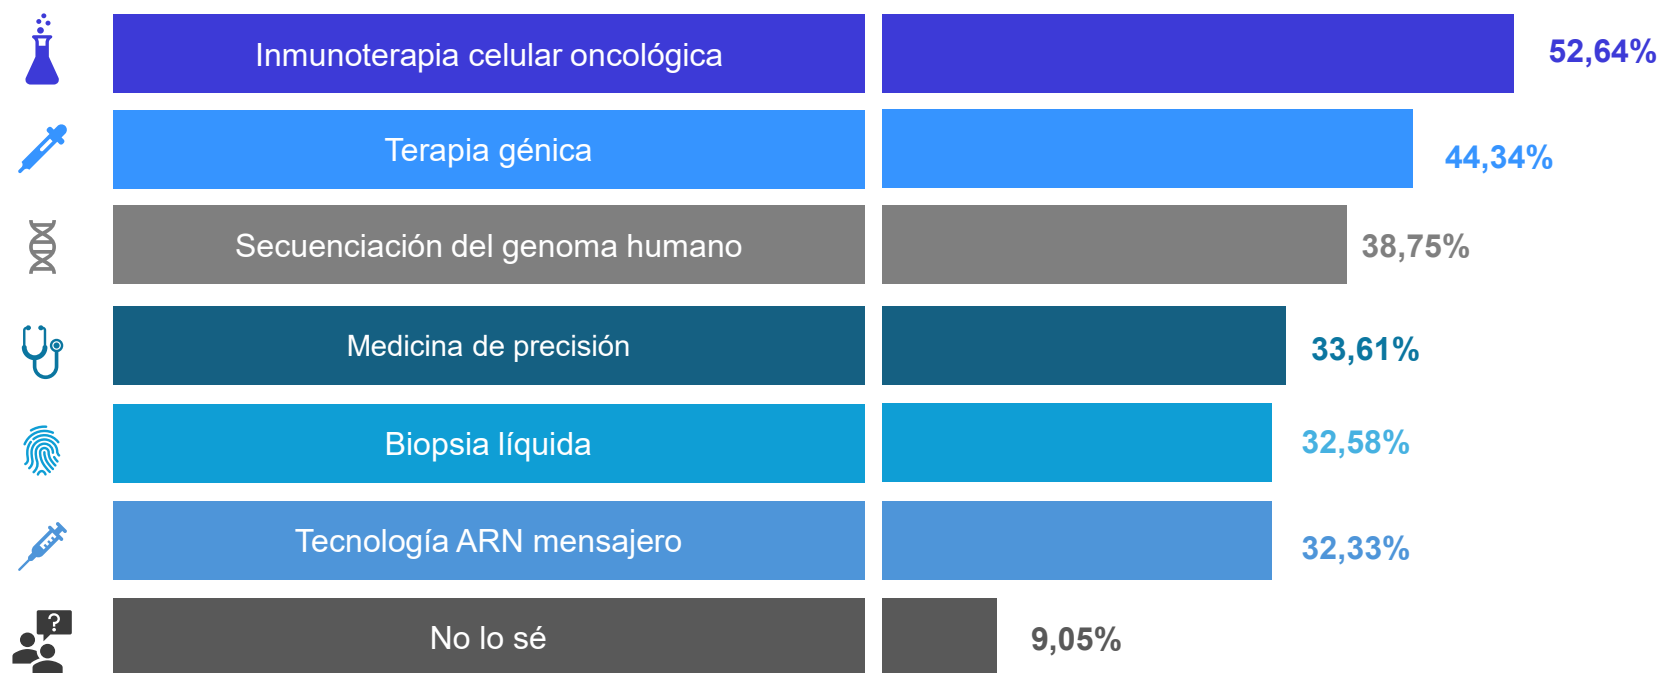 Inmunoterapia celular oncológica 52,64%
Terapia génica 44,34%
Secuenciación del genoma humano 38,75%
Medicina de precisión 33,61%
Biopsia líquida 32,58%
Tecnología ARN mensajero 32,33%
?
No lo sé 9,05%